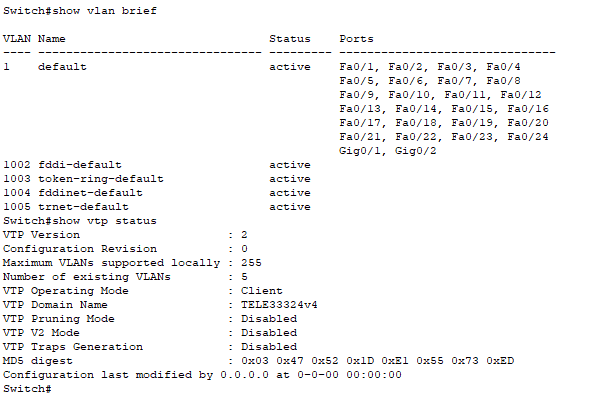 Switch#show vlan brief
VLAN Name                             Status    Ports
---- -------------------------------- --------- -------------------------------
1    default                          active    Fa0/1, Fa0/2, Fa0/3, Fa0/4
                                                Fa0/5, Fa0/6, Fa0/7, Fa0/8
                                                Fa0/9, Fa0/10, Fa0/11, Fa0/12
                                                Fa0/13, Fa0/14, Fa0/15, Fa0/16
                                                Fa0/17, Fa0/18, Fa0/19, Fa0/20
                                                Fa0/21, Fa0/22, Fa0/23, Fa0/24
                                                Gig0/1, Gig0/2
1002 fddi-default                     active
1003 token-ring-default               active
1004 fddinet-default                  active
1005 trnet-default                    active
Switch#show vtp status
VTP Version                     : 2
Configuration Revision          : 0
Maximum VLANs supported locally : 255
Number of existing VLANs        : 5
VTP Operating Mode              : Client
VTP Domain Name                 : TELE33324v4
VTP Pruning Mode                : Disabled
VTP V2 Mode                     : Disabled
VTP Traps Generation            : Disabled
MD5 digest                      : 0x03 0x47 0x52 0x1D 0xE1 0x55 0x73 0xED
Configuration last modified by 0.0.0.0 at 0-0-00 00:00:00
Switch#